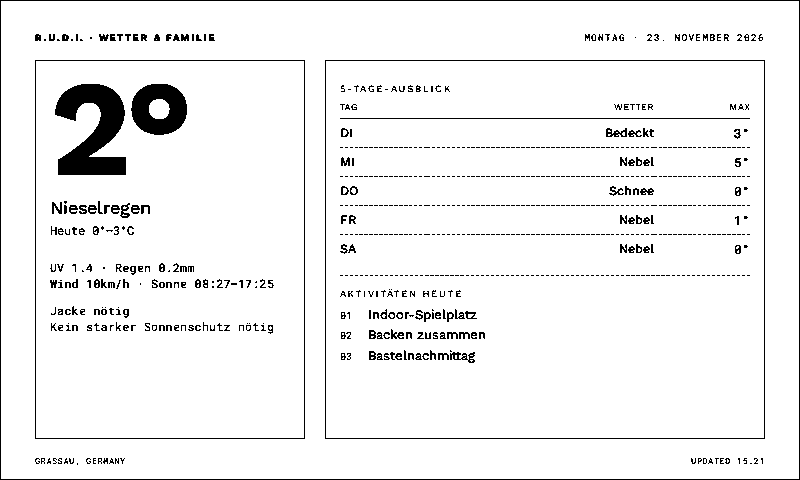 R.U.D.I. · WETTER & FAMILIE
MONTAG · 23. NOVEMBER 2026
2°
Nieselregen
Heute 0°–3°C
UV 1.4 · Regen 0.2mm
Wind 10km/h · Sonne 08:27–17:25
Jacke nötig
Kein starker Sonnenschutz nötig
5-TAGE-AUSBLICK
TAG WETTER MAX
DI Bedeckt 3°
MI Nebel 5°
DO Schnee 0°
FR Nebel 1°
SA Nebel 0°
AKTIVITÄTEN HEUTE
01 Indoor-Spielplatz
02 Backen zusammen
03 Bastelnachmittag
GRASSAU, GERMANY
UPDATED 15.21